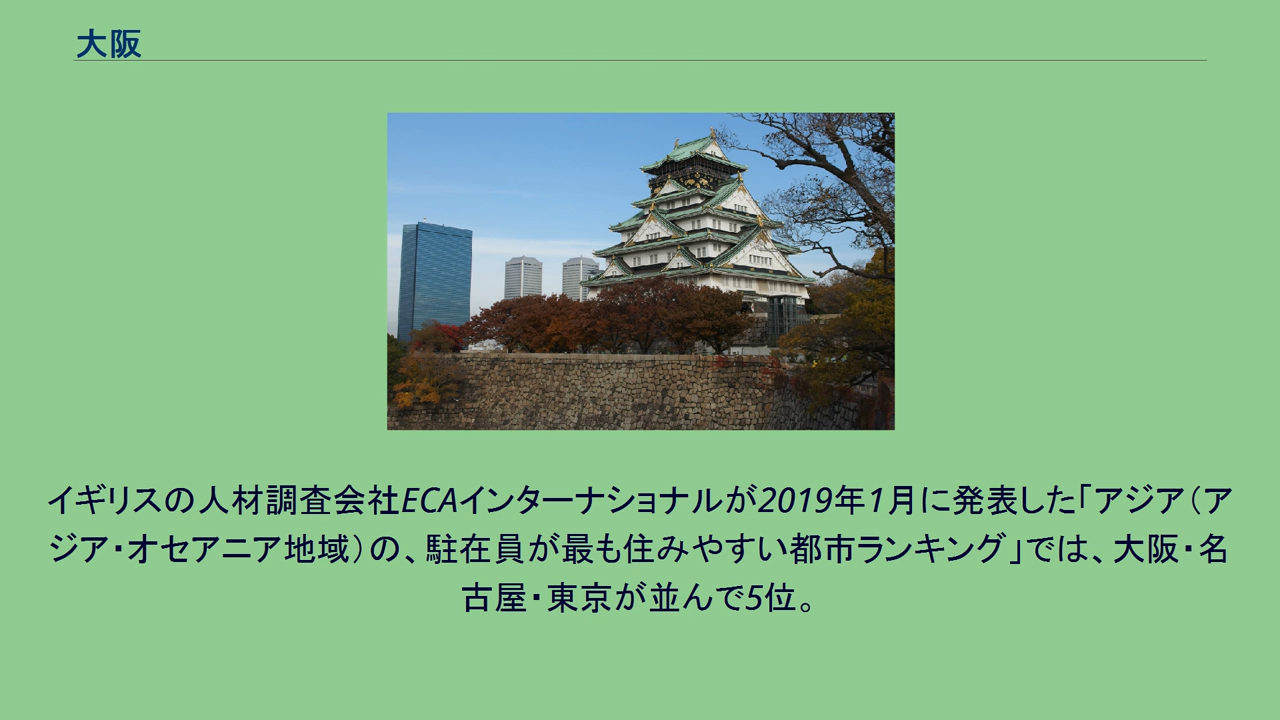 大阪
イギリスの人材調査会社ECAインターナショナルが2019年1月に発表した「アジア（ア
ジア・オセアニア地域）の、駐在員が最も住みやすい都市ランキング」では、大阪・名
古屋・東京が並んで5位。